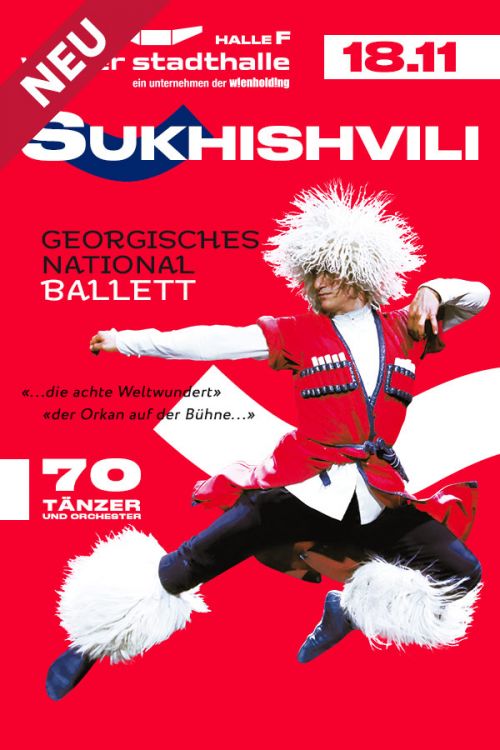 NEU
HALLE F
stadthalle
ein unternehmen der wienholding
18.11
SUKHISHVILI
GEORGISCHES
NATIONAL
BALLETT
«...die achte Weltwundert»
«der Orkan auf der Bühne...»
70
TÄNZER
UND ORCHESTER